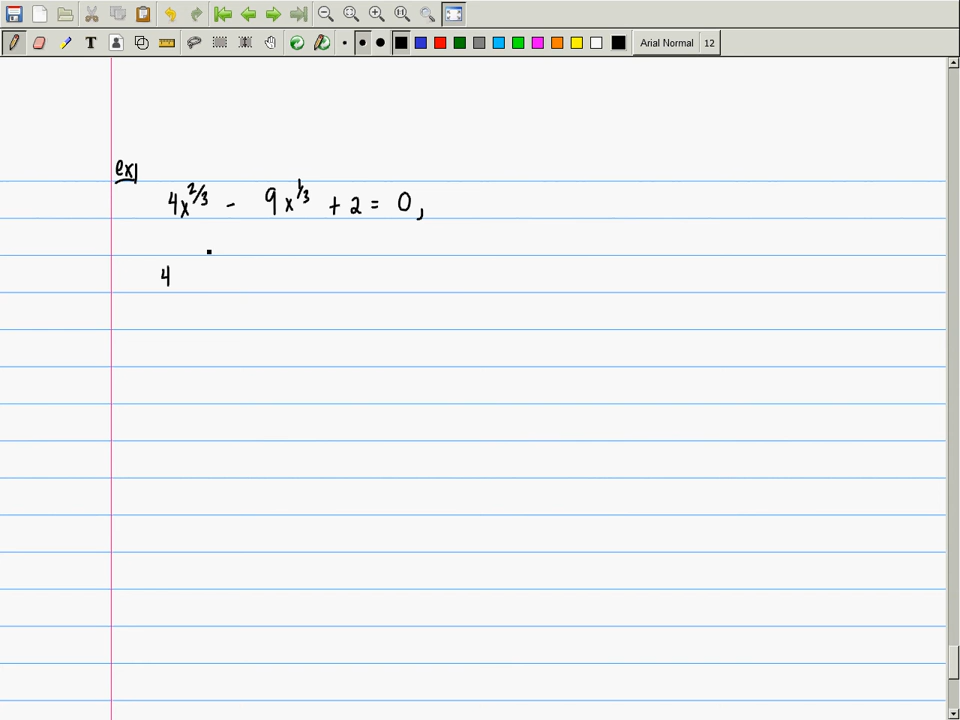 Arial Normal 12
ex
4x^{2/3} - 9x^{1/3} + 2 = 0,
4